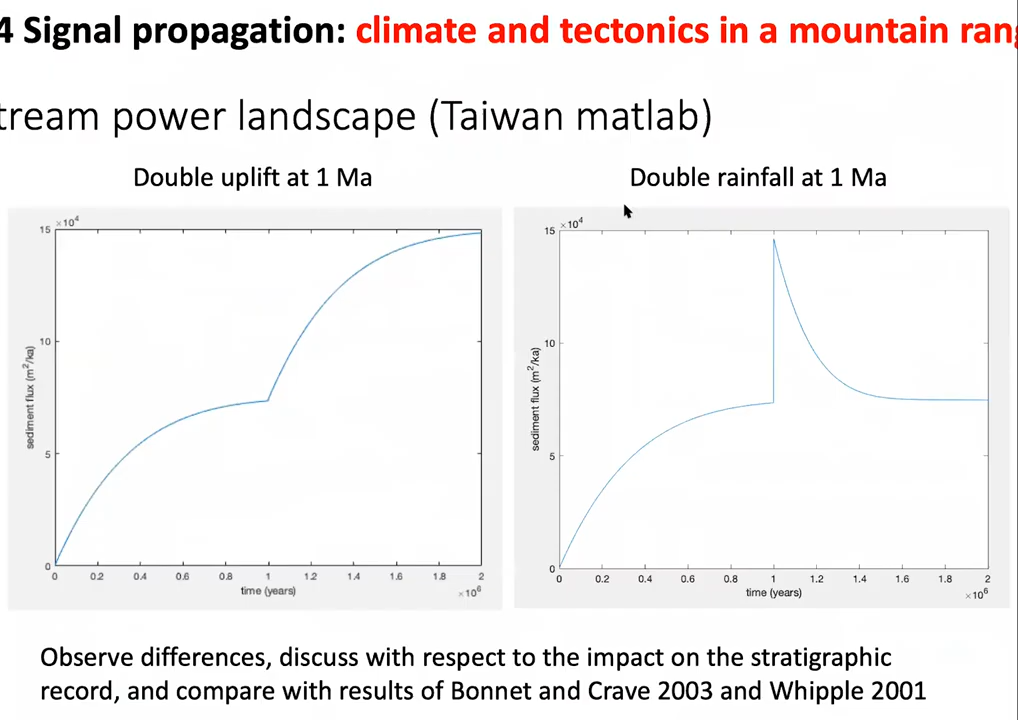 4 Signal propagation: climate and tectonics in a mountain rang
tream power landscape (Taiwan matlab)
Double uplift at 1 Ma
×10⁴
15
10
5
0
sediment flux (m²/ka)
0 0.2 0.4 0.6 0.8 1 1.2 1.4 1.6 1.8 2
time (years)
×10⁶
Double rainfall at 1 Ma
×10⁴
15
10
5
0
sediment flux (m²/ka)
0 0.2 0.4 0.6 0.8 1 1.2 1.4 1.6 1.8 2
time (years)
×10⁶
Observe differences, discuss with respect to the impact on the stratigraphic
record, and compare with results of Bonnet and Crave 2003 and Whipple 2001